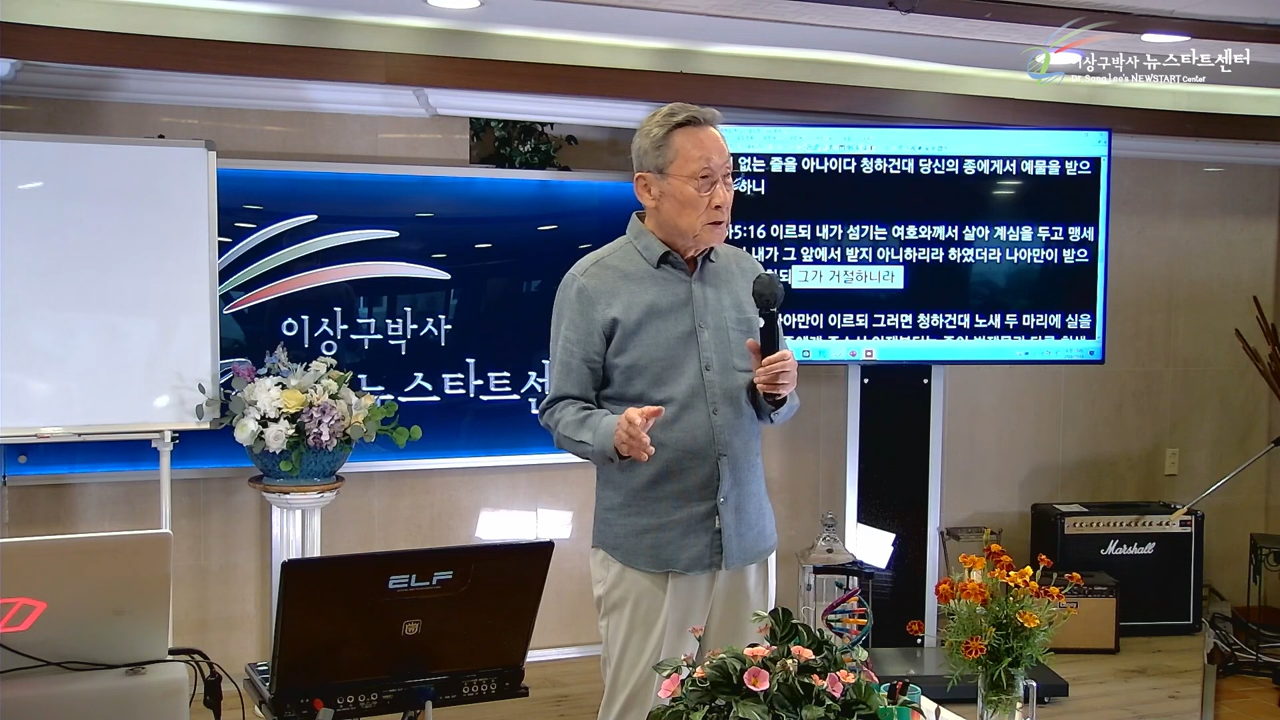 이상구박사 뉴스타트센터
Dr. Sang Lee's NEWSTART Center
없는 줄을 아나이다 청하건대 당신의 종에게서 예물을 받으
하니
5:16 이르되 내가 섬기는 여호와께서 살아 계심을 두고 맹세
내가 그 앞에서 받지 아니하리라 하였더라 나아만이 받으
되 그가 거절하니라
아만이 이르되 그러면 청하건대 노새 두 마리에 실을
이상구박사
뉴스타트센
ELF
Marshall